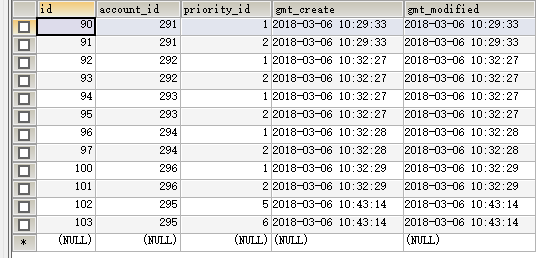 id account_id priority_id gmt_create gmt_modified
90 291 1 2018-03-06 10:29:33 2018-03-06 10:29:33
91 291 2 2018-03-06 10:29:33 2018-03-06 10:29:33
92 292 1 2018-03-06 10:32:27 2018-03-06 10:32:27
93 292 2 2018-03-06 10:32:27 2018-03-06 10:32:27
94 293 1 2018-03-06 10:32:27 2018-03-06 10:32:27
95 293 2 2018-03-06 10:32:27 2018-03-06 10:32:27
96 294 1 2018-03-06 10:32:28 2018-03-06 10:32:28
97 294 2 2018-03-06 10:32:28 2018-03-06 10:32:28
100 296 1 2018-03-06 10:32:29 2018-03-06 10:32:29
101 296 2 2018-03-06 10:32:29 2018-03-06 10:32:29
102 295 5 2018-03-06 10:43:14 2018-03-06 10:43:14
103 295 6 2018-03-06 10:43:14 2018-03-06 10:43:14
* (NULL) (NULL) (NULL) (NULL) (NULL)